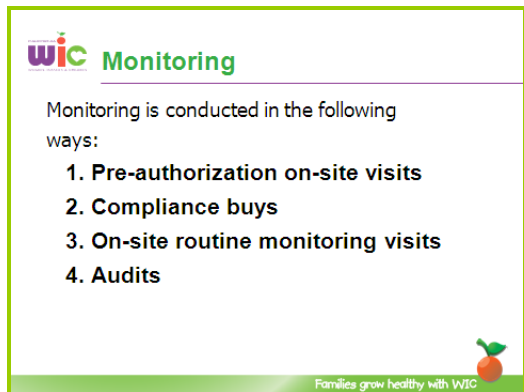 wic
Monitoring
Monitoring is conducted in the following
ways:
1. Pre-authorization on-site visits
2. Compliance buys
3. On-site routine monitoring visits
4. Audits
Families grow healthy with WIC